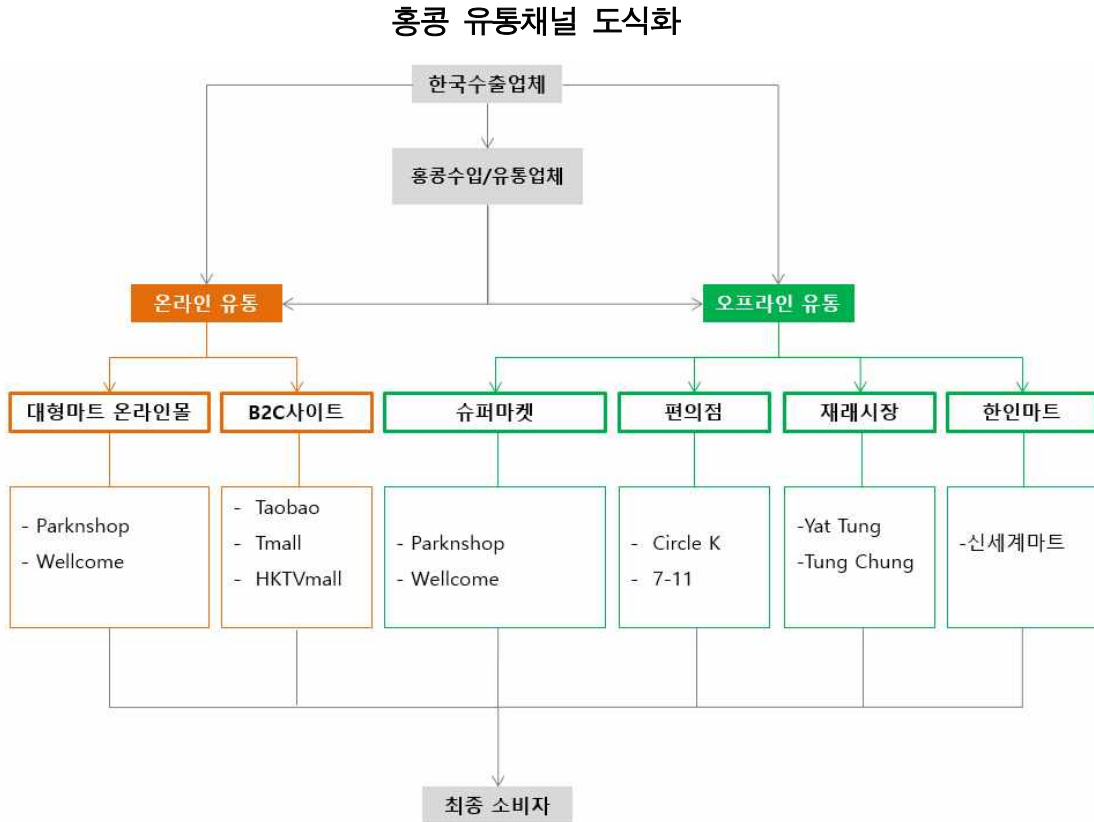 홍콩 유통채널 도식화
한국수출업체
홍콩수입/유통업체
온라인 유통
오프라인 유통
대형마트 온라인몰
B2C사이트
슈퍼마켓
편의점
재래시장
한인마트
- Parknshop
- Wellcome
- Taobao
- Tmall
- HKTVmall
- Parknshop
- Wellcome
- Circle K
- 7-11
-Yat Tung
-Tung Chung
-신세계마트
최종 소비자